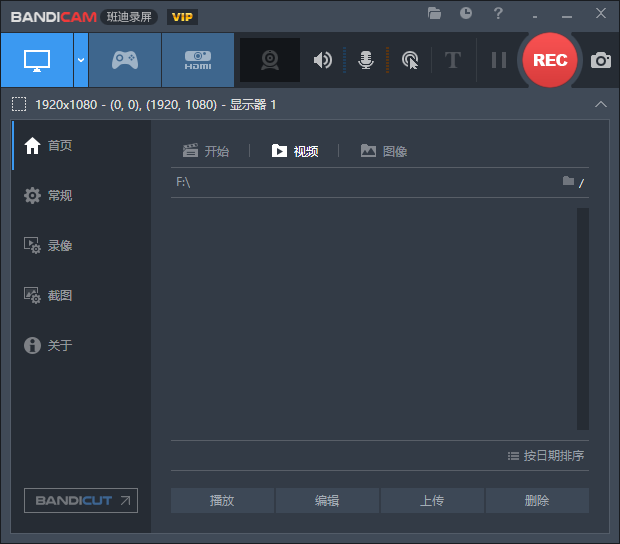 BANDICAM 班迪录屏 VIP
HDMI T REC
1920x1080 - (0, 0), (1920, 1080) - 显示器 1
首页
常规
录像
截图
关于
BANDICUT
开始 视频 图像
F:\ /
按日期排序
播放 编辑 上传 删除